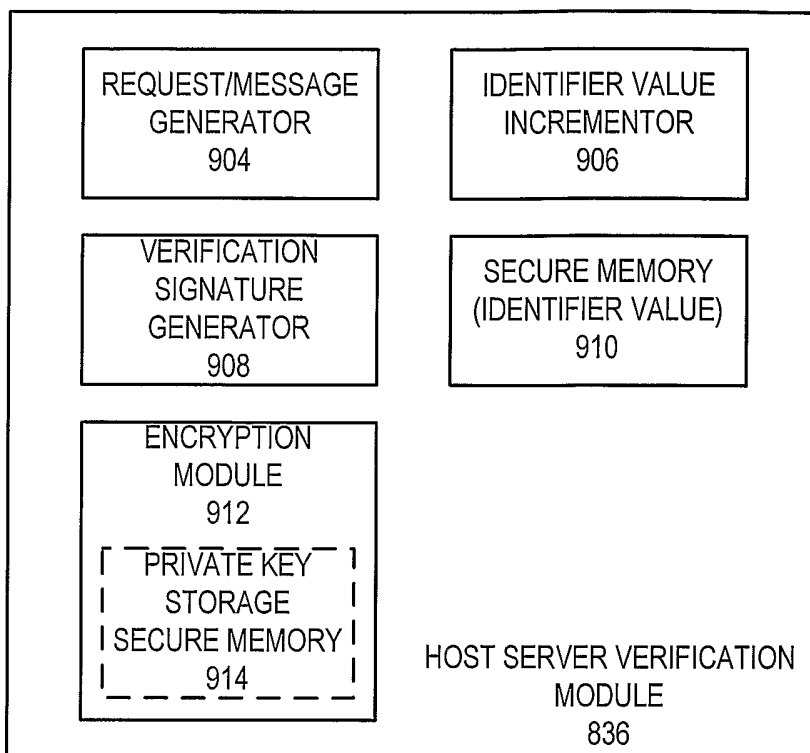 REQUEST/MESSAGE
GENERATOR
904
IDENTIFIER VALUE
INCREMENTOR
906
VERIFICATION
SIGNATURE
GENERATOR
908
SECURE MEMORY
(IDENTIFIER VALUE)
910
ENCRYPTION
MODULE
912
PRIVATE KEY
STORAGE
SECURE MEMORY
914
HOST SERVER VERIFICATION
MODULE
836